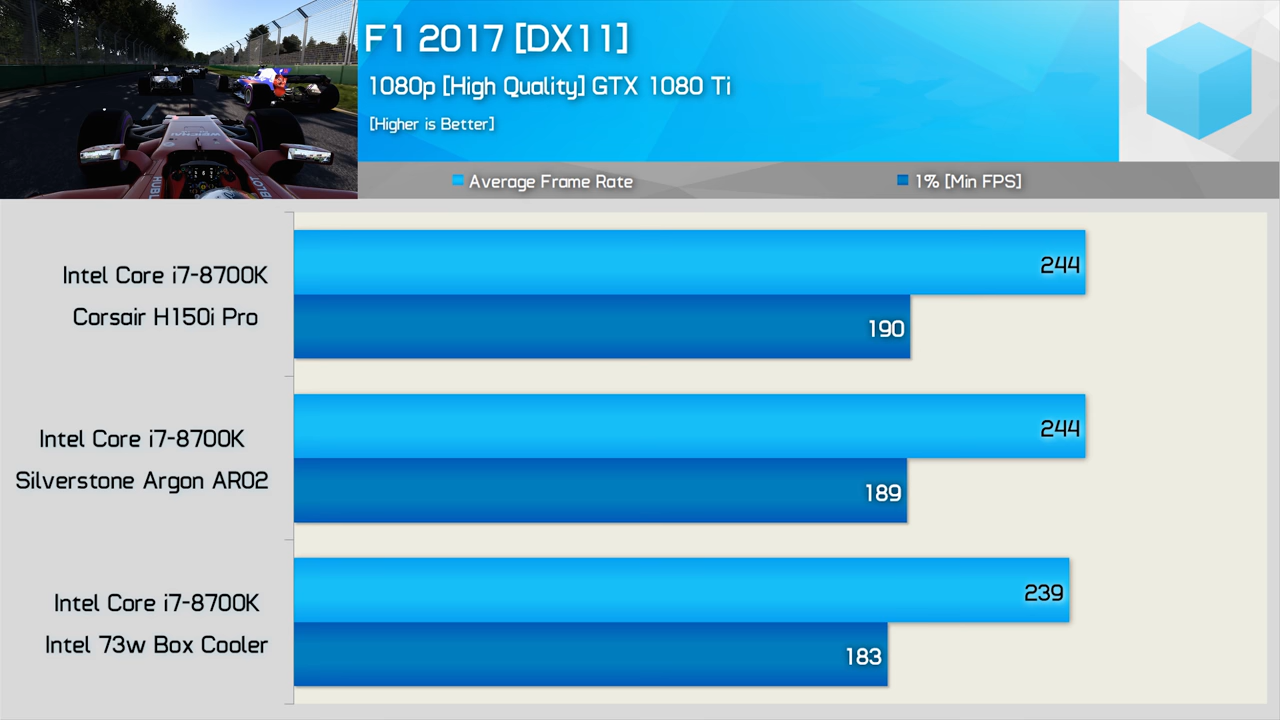 F1 2017 [DX11]
1080p [High Quality] GTX 1080 Ti
[Higher is Better]
Average Frame Rate
1% [Min FPS]
Intel Core i7-8700K
Corsair H150i Pro
244
190
Intel Core i7-8700K
Silverstone Argon AR02
244
189
Intel Core i7-8700K
Intel 73w Box Cooler
239
183